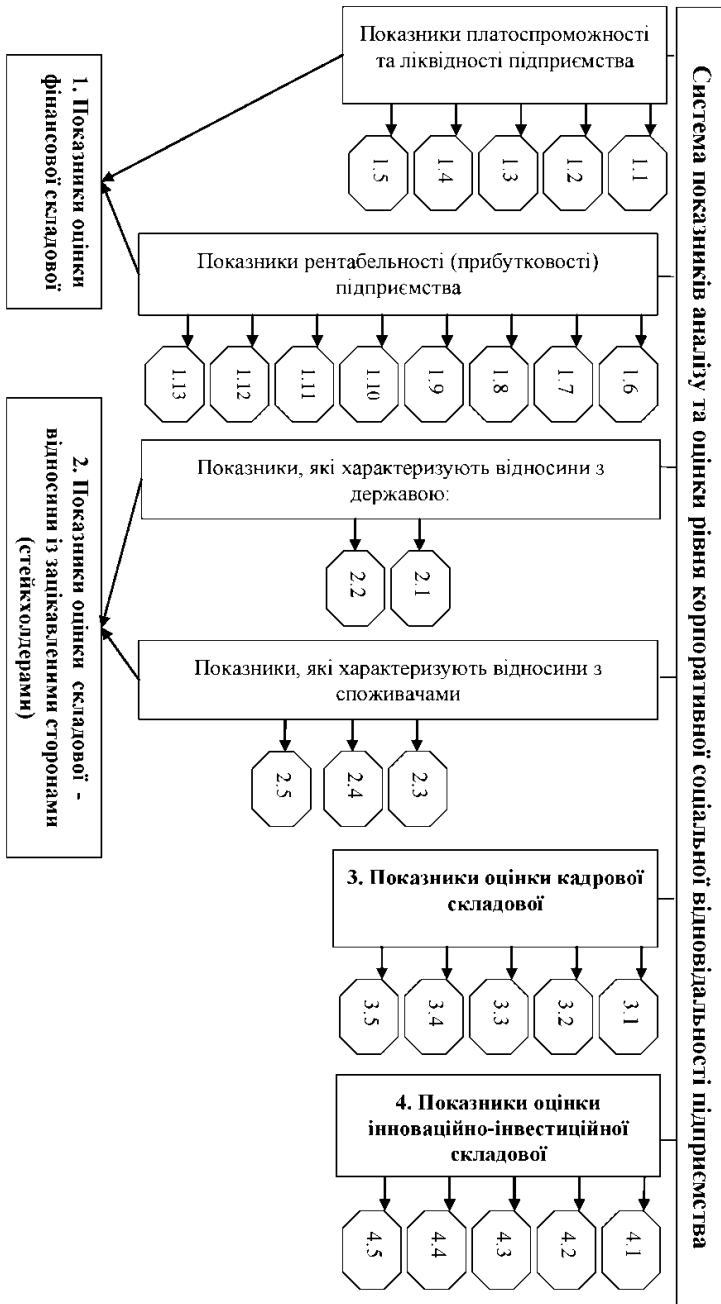 Система показників аналізу та оцінки рівня корпоративної соціальної відповідальності підприємства
Показники платоспроможності
та ліквідності підприємства
1.1
1.2
1.3
1.4
1.5
1. Показники оцінки
фінансової складової
Показники рентабельності (прибутковості)
підприємства
1.6
1.7
1.8
1.9
1.10
1.11
1.12
1.13
Показники, які характеризують відносини з
державою:
2.1
2.2
2. Показники оцінки складової -
відносини із зацікавленими сторонами
(стейкхолдерами)
Показники, які характеризують відносини з
споживачами
2.3
2.4
2.5
3. Показники оцінки кадрової
складової
3.1
3.2
3.3
3.4
3.5
4. Показники оцінки
інноваційно-інвестиційної
складової
4.1
4.2
4.3
4.4
4.5